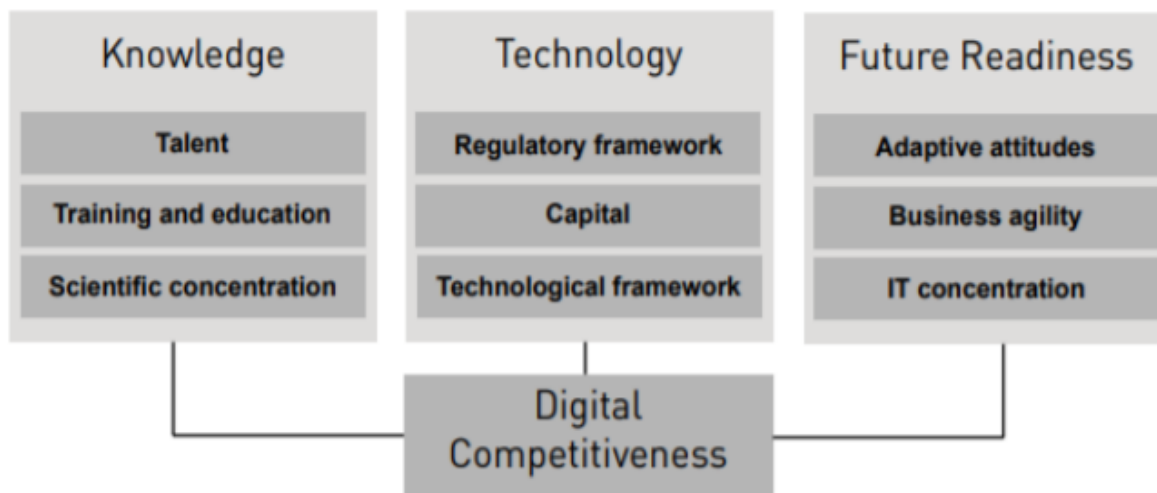 Knowledge
Talent
Training and education
Scientific concentration
Technology
Regulatory framework
Capital
Technological framework
Future Readiness
Adaptive attitudes
Business agility
IT concentration
Digital
Competitiveness